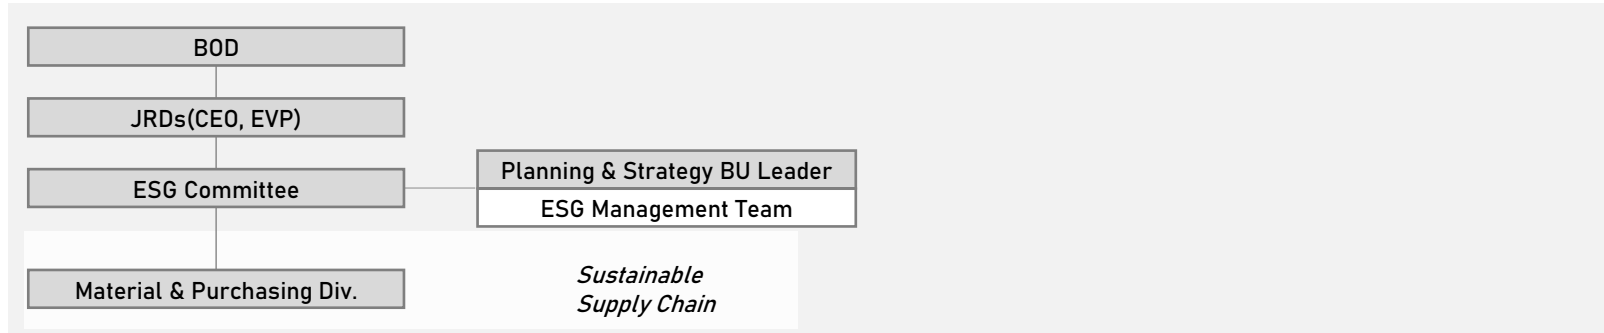 BOD
JRDs(CEO, EVP)
ESG Committee
Planning & Strategy BU Leader
ESG Management Team
Material & Purchasing Div.
Sustainable
Supply Chain